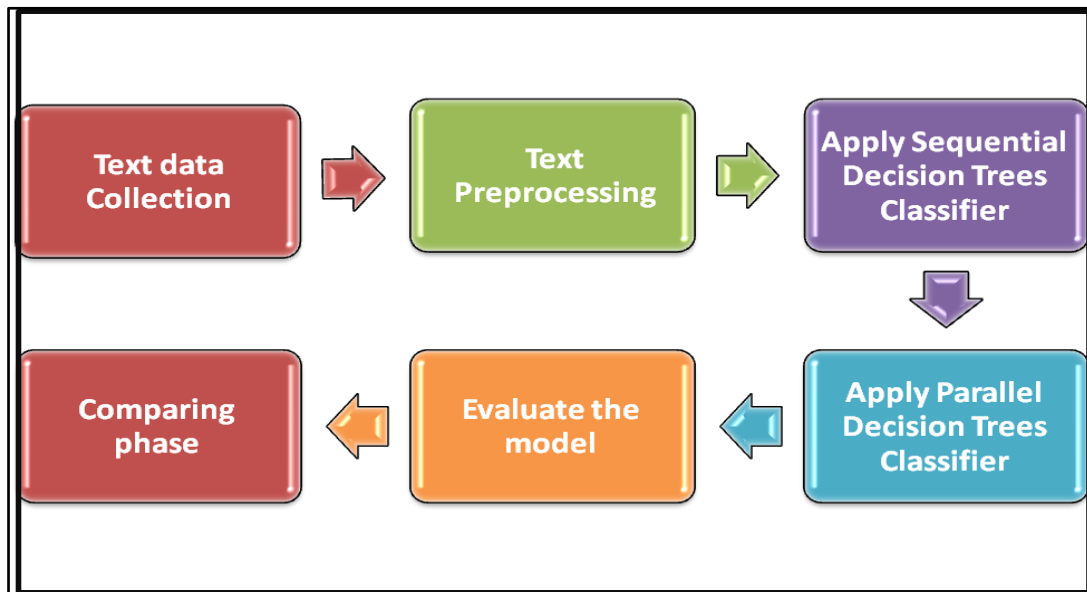 Text data
Collection
Text
Preprocessing
Apply Sequential
Decision Trees
Classifier
Apply Parallel
Decision Trees
Classifier
Evaluate the
model
Comparing
phase